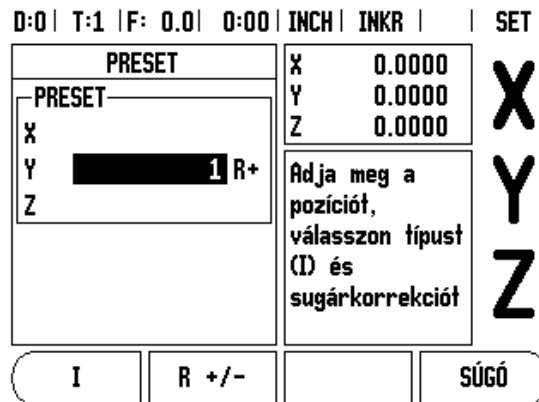 D:0 | T:1 | F: 0.0 | 0:00 | INCH | INKR | | SET
PRESET
PRESET
X
Y 1 R+
Z
X 0.0000
Y 0.0000
Z 0.0000
Adja meg a
pozíciót,
válasszon típust
(I) és
sugárkorrekciót
X
Y
Z
I
R +/-
SÚGÓ